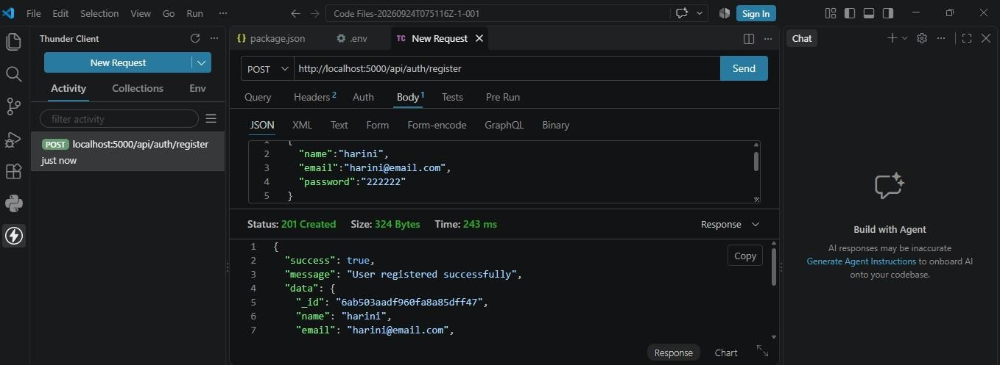 File Edit Selection View Go Run ··· Code Files-20260924T075116Z-1-001 Sign In
Thunder Client
New Request
Activity Collections Env
filter activity
POST localhost:5000/api/auth/register
just now
{} package.json .env TC New Request
POST http://localhost:5000/api/auth/register Send
Query Headers 2 Auth Body 1 Tests Pre Run
JSON XML Text Form Form-encode GraphQL Binary
1 {
2 "name":"harini",
3 "email":"harini@email.com",
4 "password":"222222"
5 }
Status: 201 Created Size: 324 Bytes Time: 243 ms Response
Copy
1 {
2 "success": true,
3 "message": "User registered successfully",
4 "data": {
5 "_id": "6ab503aadf960fa8a85dff47",
6 "name": "harini",
7 "email": "harini@email.com",
Response Chart
Chat
Build with Agent
AI responses may be inaccurate
Generate Agent Instructions to onboard AI
onto your codebase.